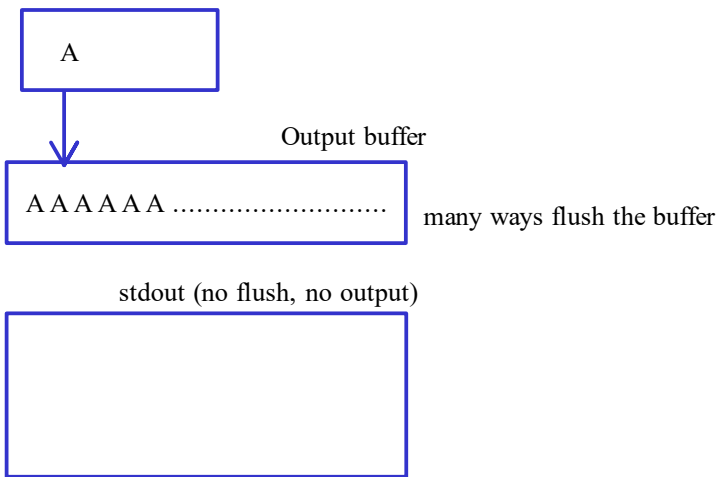 A
Output buffer
A A A A A A ...........................
many ways flush the buffer
stdout (no flush, no output)